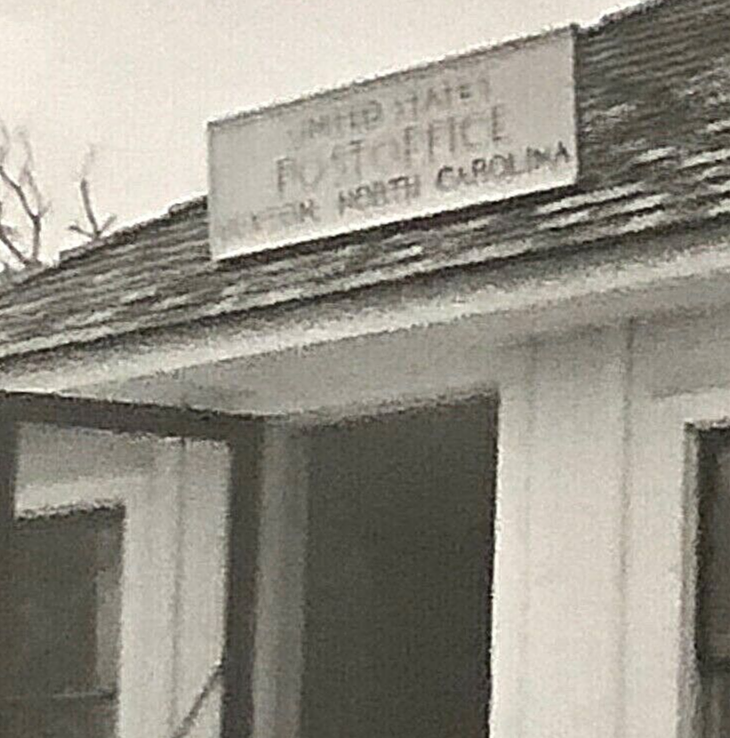 UNITED STATES
POST OFFICE
NORTH CAROLINA